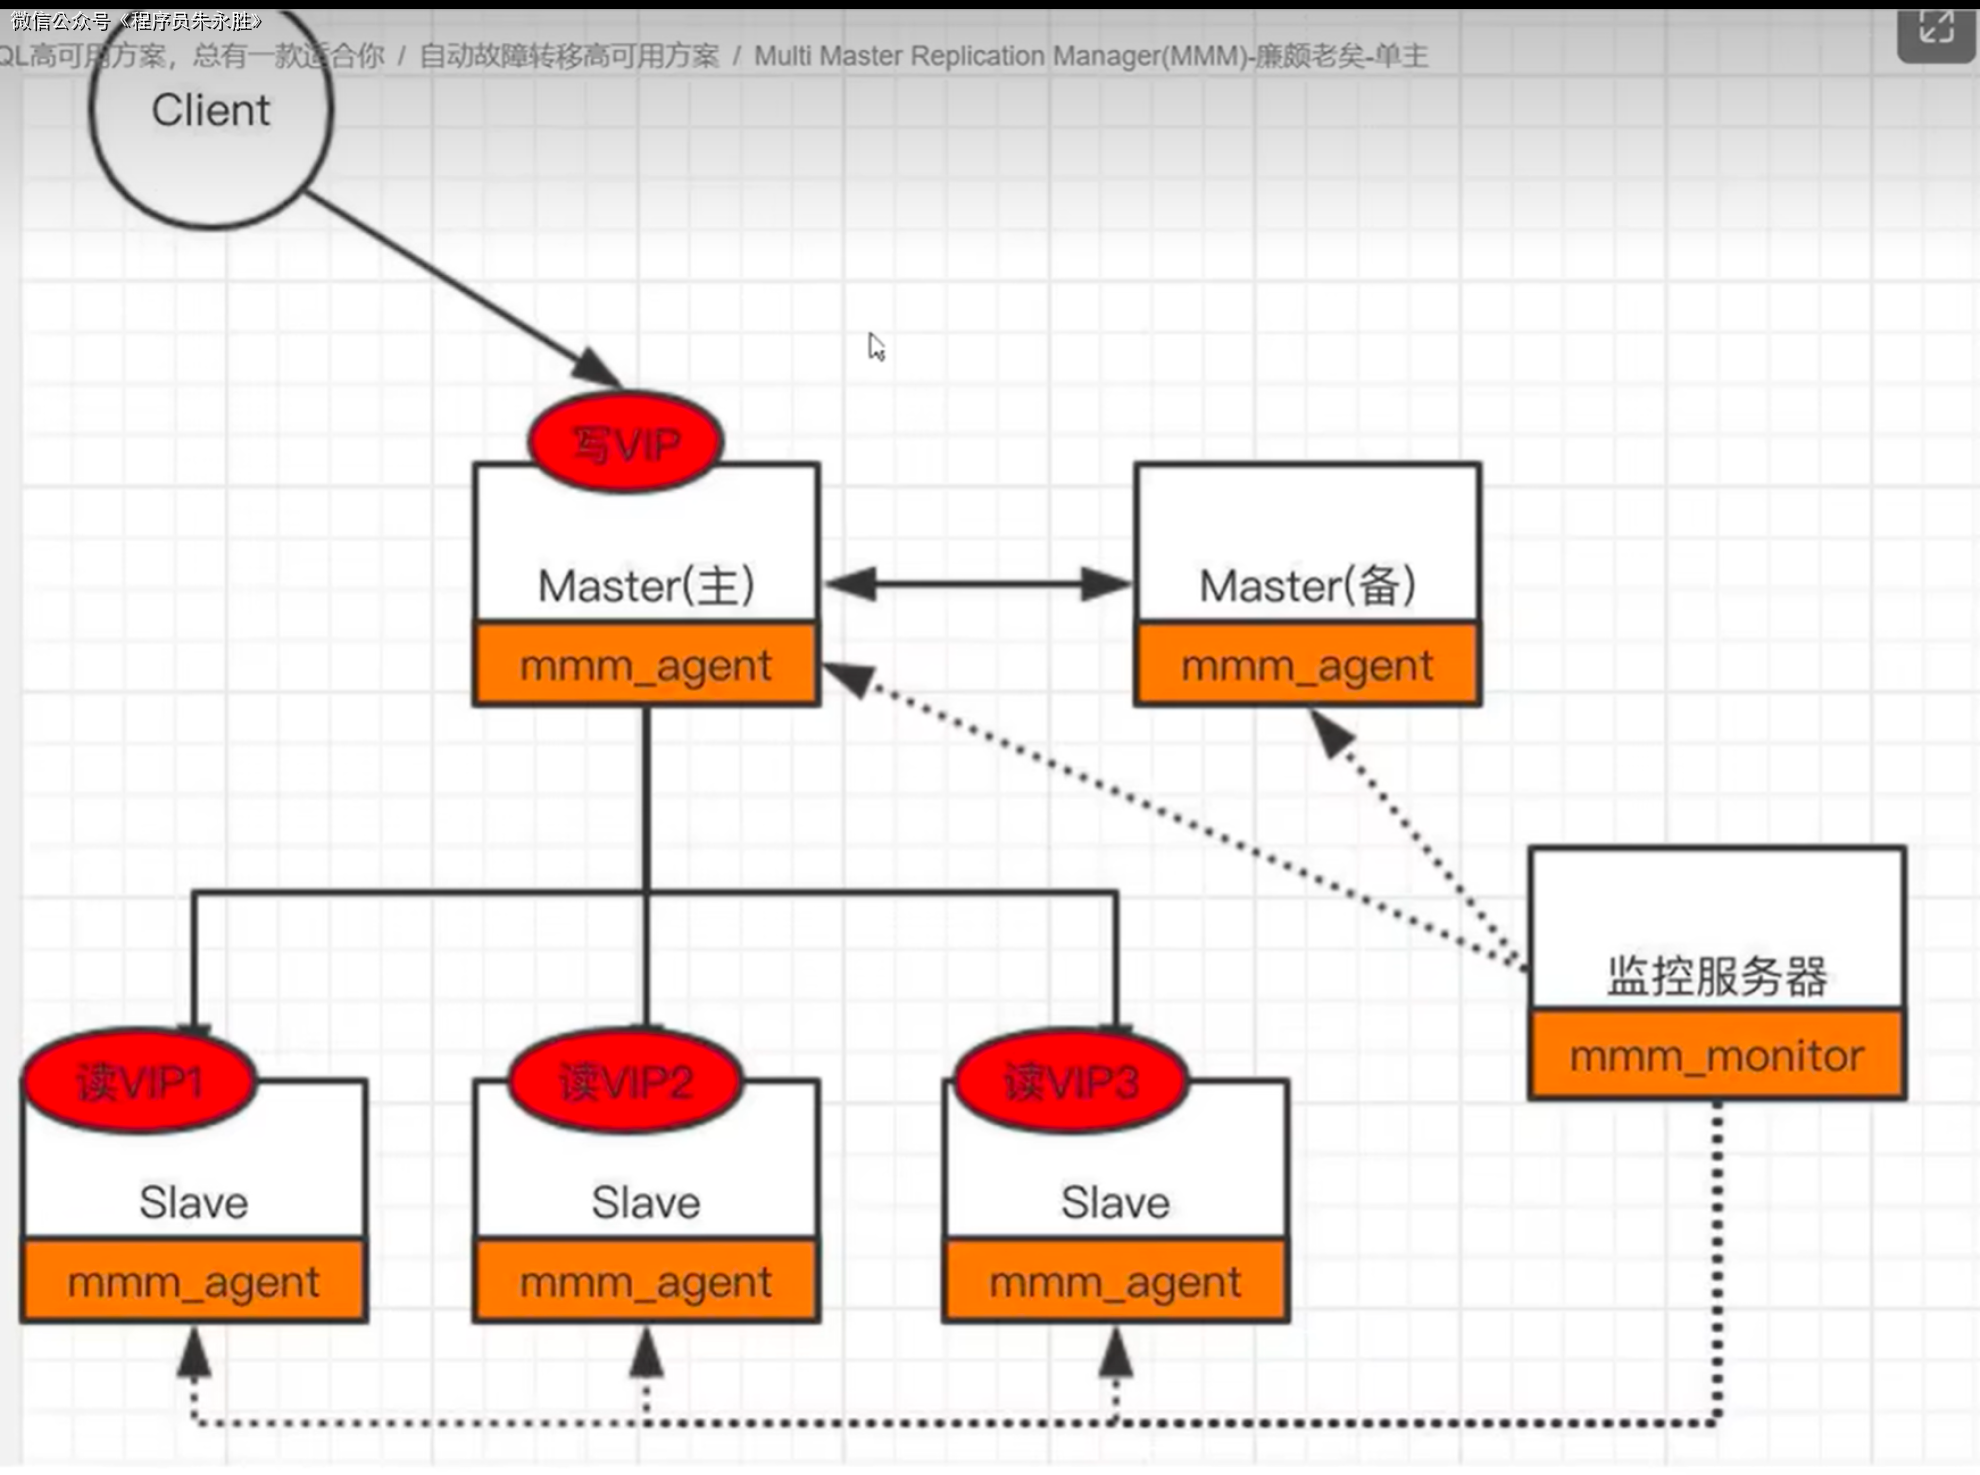 微信公众号《程序员朱永胜》
QL高可用方案，总有一款适合你 / 自动故障转移高可用方案 / Multi Master Replication Manager(MMM)-廉颇老矣-单主
Client
写VIP
Master(主)
Master(备)
mmm_agent
mmm_agent
监控服务器
mmm_monitor
读VIP1
读VIP2
读VIP3
Slave
Slave
Slave
mmm_agent
mmm_agent
mmm_agent